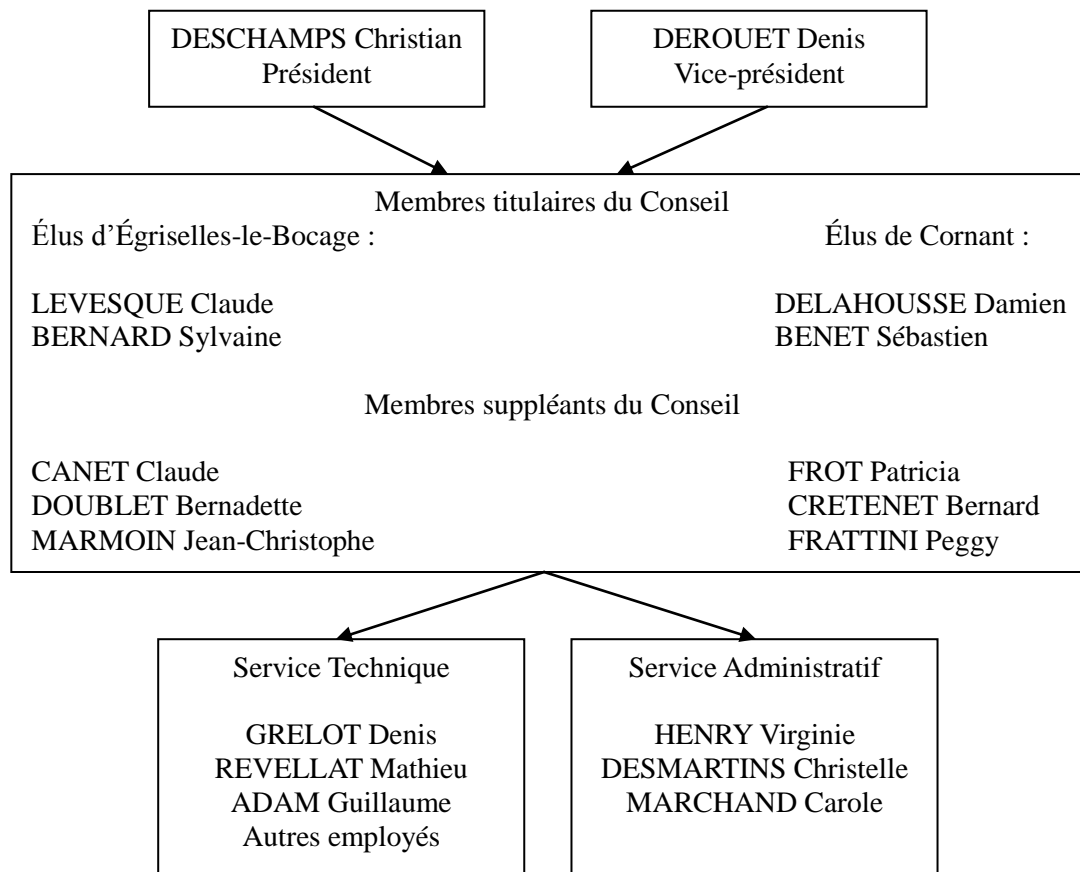 DESCHAMPS Christian
Président
DEROUET Denis
Vice-président
Membres titulaires du Conseil
Élus d’Égriselles-le-Bocage :
Élus de Cornant :
LEVESQUE Claude
DELAHOUSSE Damien
BERNARD Sylvaine
BENET Sébastien
Membres suppléants du Conseil
CANET Claude
FROT Patricia
DOUBLET Bernadette
CRETENET Bernard
MARMOIN Jean-Christophe
FRATTINI Peggy
Service Technique
GRELOT Denis
REVELLAT Mathieu
ADAM Guillaume
Autres employés
Service Administratif
HENRY Virginie
DESMARTINS Christelle
MARCHAND Carole